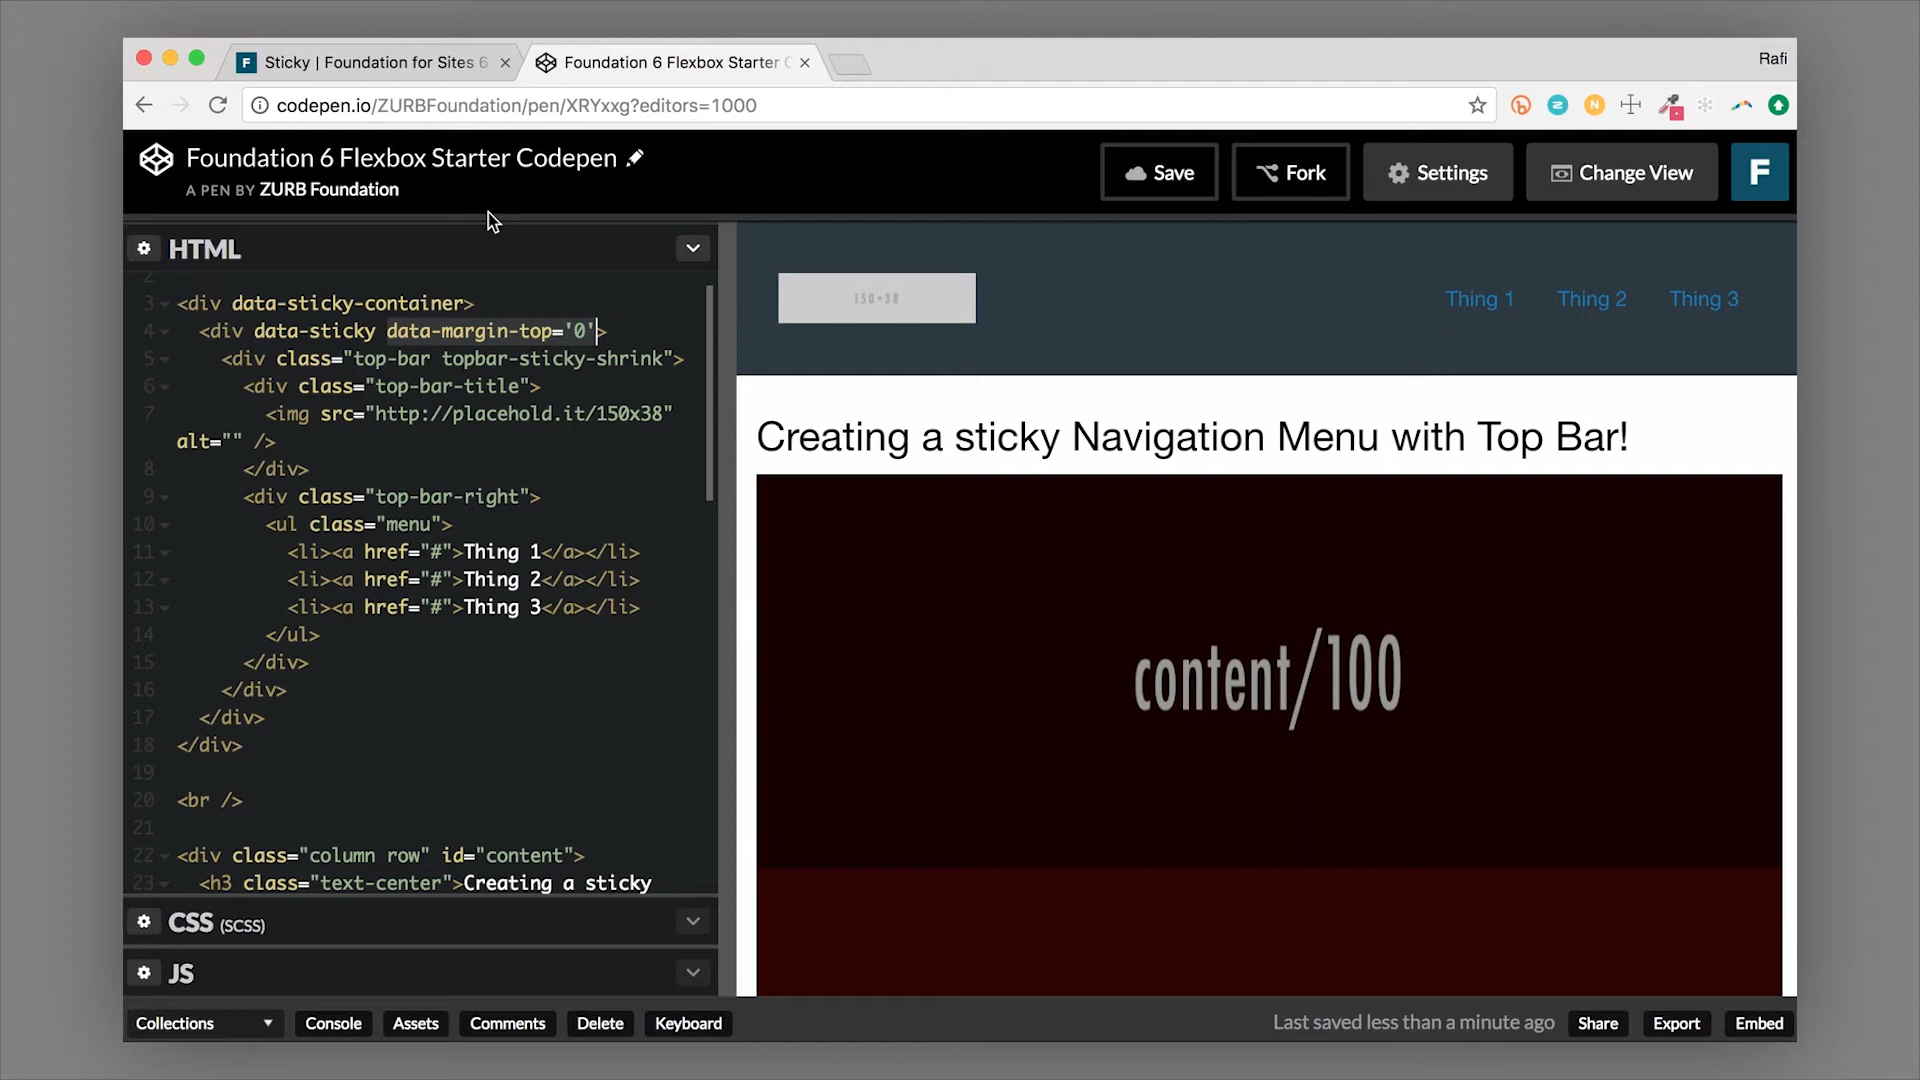 Sticky | Foundation for Sites 6
Foundation 6 Flexbox Starter C
Rafi
codepen.io/ZURBFoundation/pen/XRYxxg?editors=1000
Foundation 6 Flexbox Starter Codepen
A PEN BY ZURB Foundation
Save
Fork
Settings
Change View
F
HTML
2
3 <div data-sticky-container>
4 <div data-sticky data-margin-top='0'>
5 <div class="top-bar topbar-sticky-shrink">
6 <div class="top-bar-title">
7 <img src="http://placehold.it/150x38"
alt="" />
8 </div>
9 <div class="top-bar-right">
10 <ul class="menu">
11 <li><a href="#">Thing 1</a></li>
12 <li><a href="#">Thing 2</a></li>
13 <li><a href="#">Thing 3</a></li>
14 </ul>
15 </div>
16 </div>
17 </div>
18 </div>
19
20 <br />
21
22 <div class="column row" id="content">
23 <h3 class="text-center">Creating a sticky
CSS (SCSS)
JS
150×38
Thing 1 Thing 2 Thing 3
Creating a sticky Navigation Menu with Top Bar!
content/100
Collections
Console
Assets
Comments
Delete
Keyboard
Last saved less than a minute ago
Share
Export
Embed